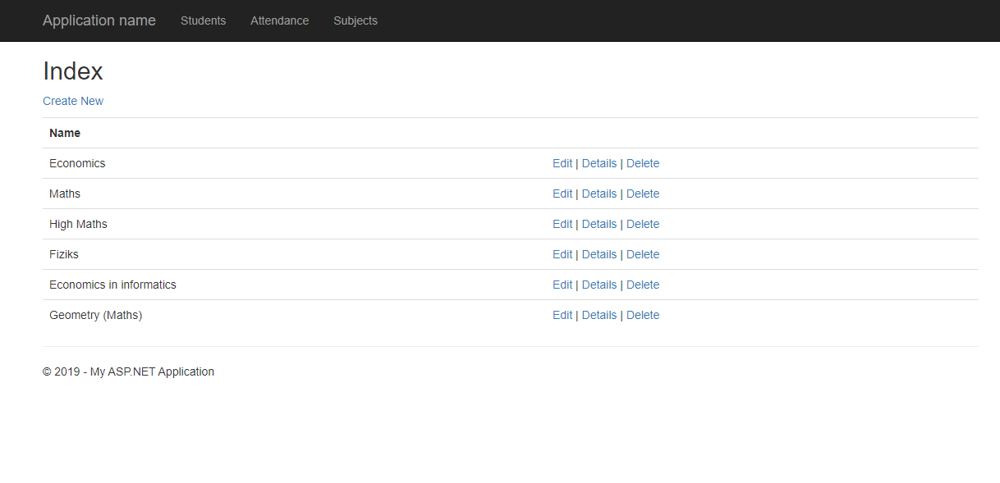 Application name Students Attendance Subjects
Index
Create New
Name
Economics Edit | Details | Delete
Maths Edit | Details | Delete
High Maths Edit | Details | Delete
Fiziks Edit | Details | Delete
Economics in informatics Edit | Details | Delete
Geometry (Maths) Edit | Details | Delete
© 2019 - My ASP.NET Application